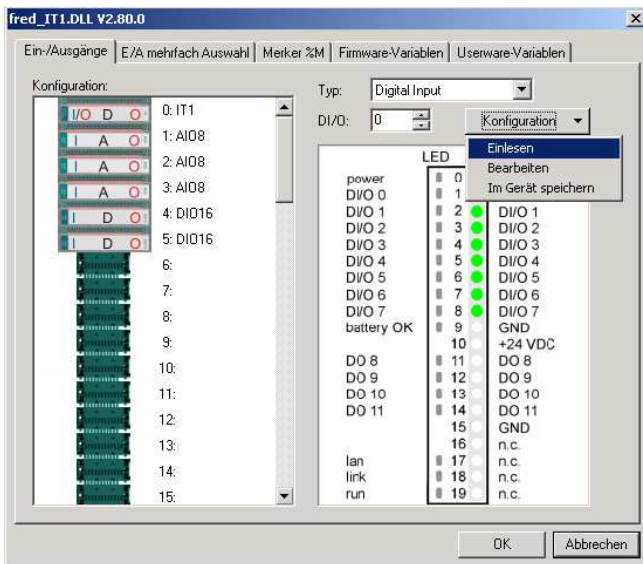 fred_IT1.DLL V2.80.0
Ein-/Ausgänge
E/A mehrfach Auswahl
Merker %M
Firmware-Variablen
Userware-Variablen
Konfiguration:
I/O D O 0: IT1
I A O 1: AIO8
I A O 2: AIO8
I A O 3: AIO8
I D O 4: DIO16
I D O 5: DIO16
6:
7:
8:
9:
10:
11:
12:
13:
14:
15:
Typ: Digital Input
DI/O: 0
Konfiguration
Einlesen
Bearbeiten
Im Gerät speichern
LED
power 0
DI/O 0 1
DI/O 1 2 DI/O 1
DI/O 2 3 DI/O 2
DI/O 3 4 DI/O 3
DI/O 4 5 DI/O 4
DI/O 5 6 DI/O 5
DI/O 6 7 DI/O 6
DI/O 7 8 DI/O 7
battery OK 9 GND
10 +24 VDC
DO 8 11 DO 8
DO 9 12 DO 9
DO 10 13 DO 10
DO 11 14 DO 11
15 GND
16 n.c.
lan 17 n.c.
link 18 n.c.
run 19 n.c.
OK
Abbrechen